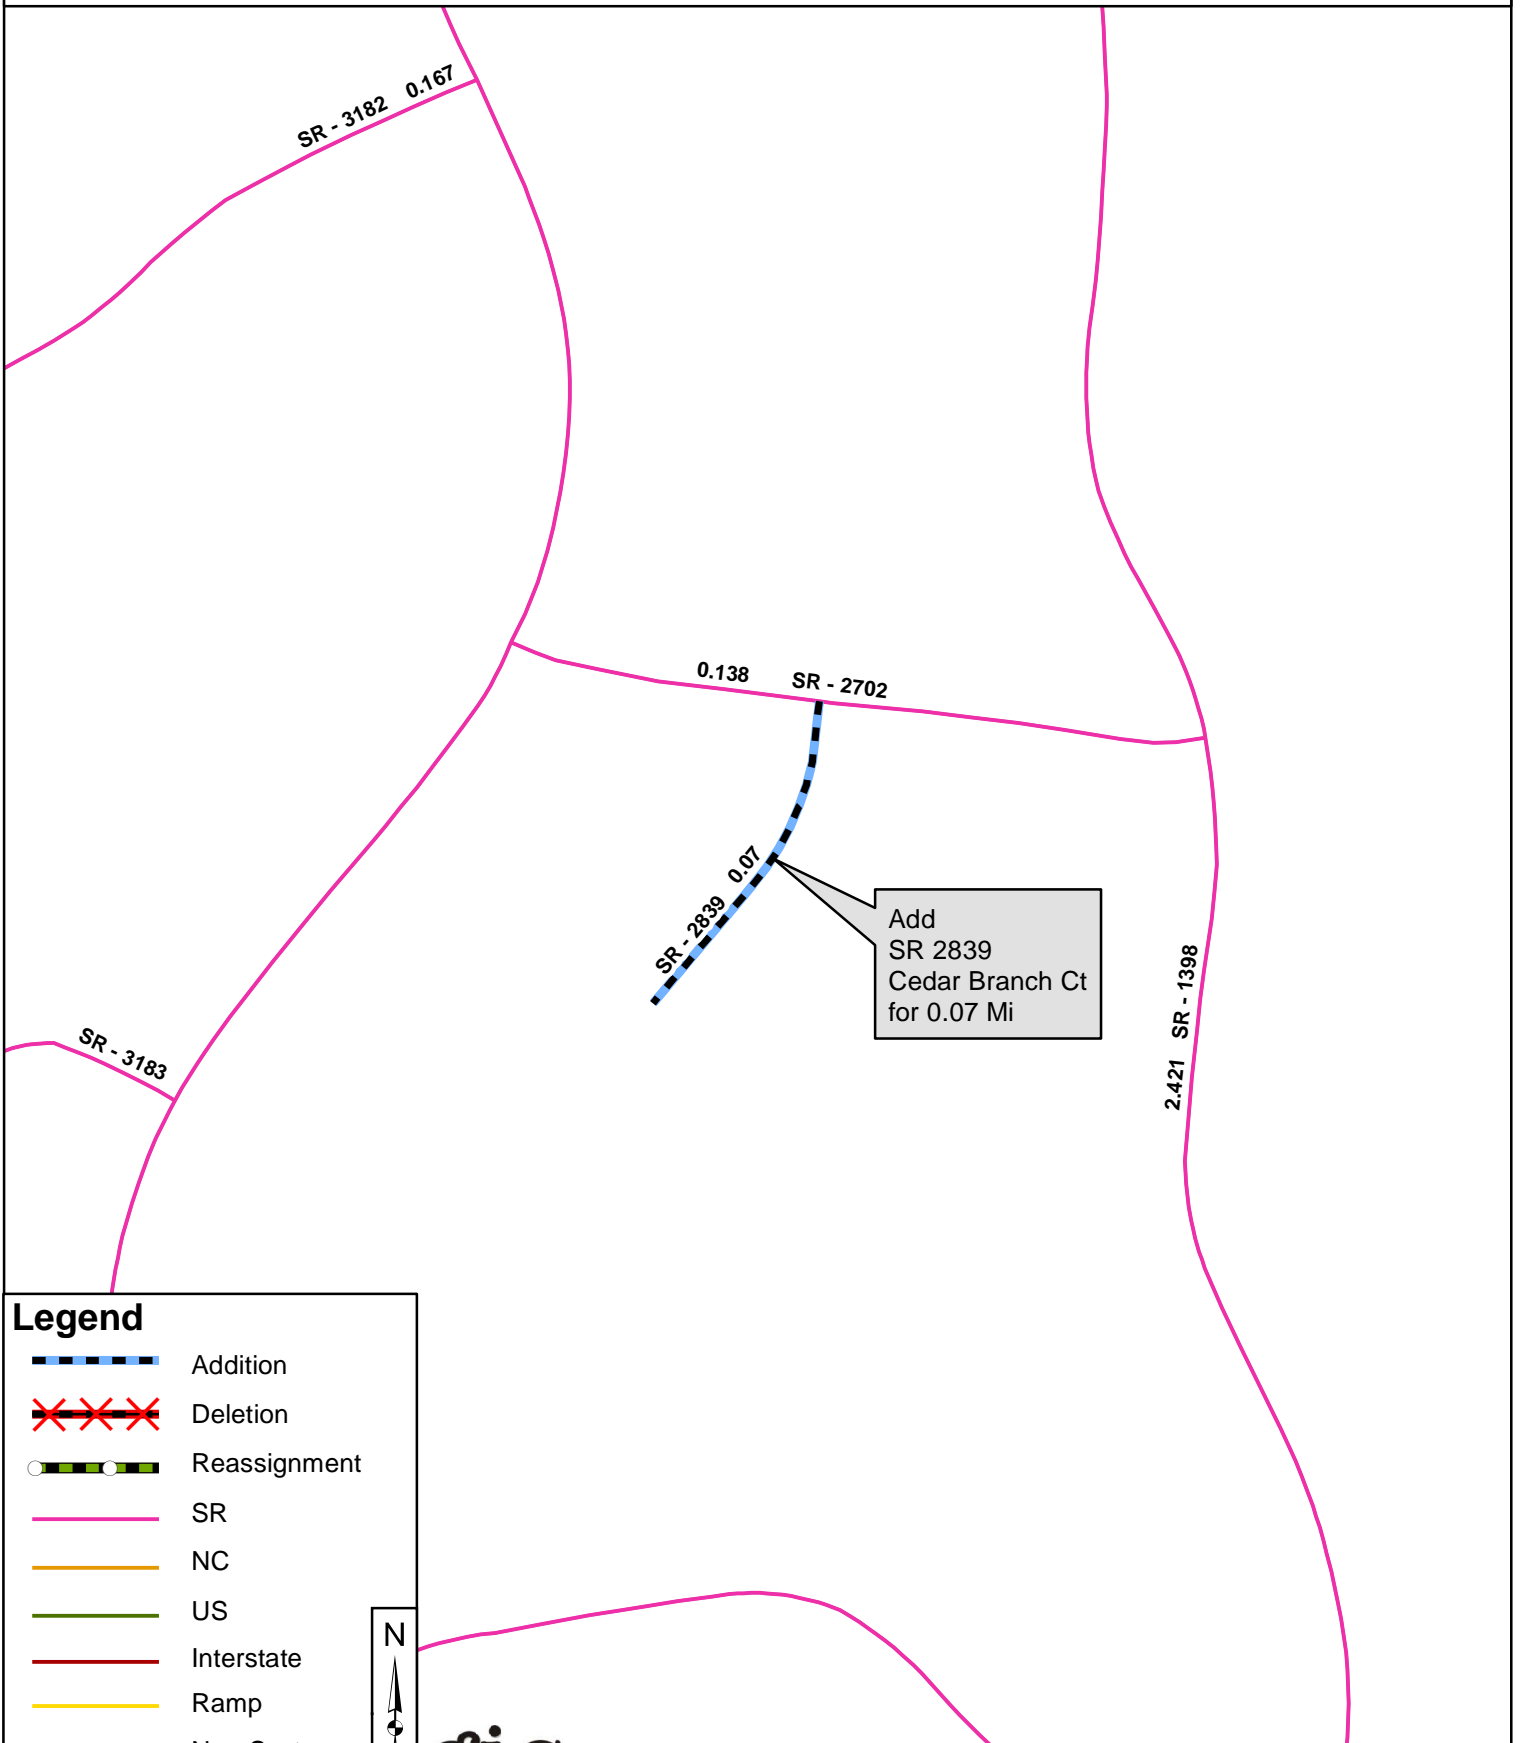 SR - 3182 0.167
0.138 SR - 2702
SR - 2839 0.07
Add
SR 2839
Cedar Branch Ct
for 0.07 Mi
2.421 SR - 1398
SR - 3183
Legend
Addition
Deletion
Reassignment
SR
NC
US
Interstate
Ramp
N